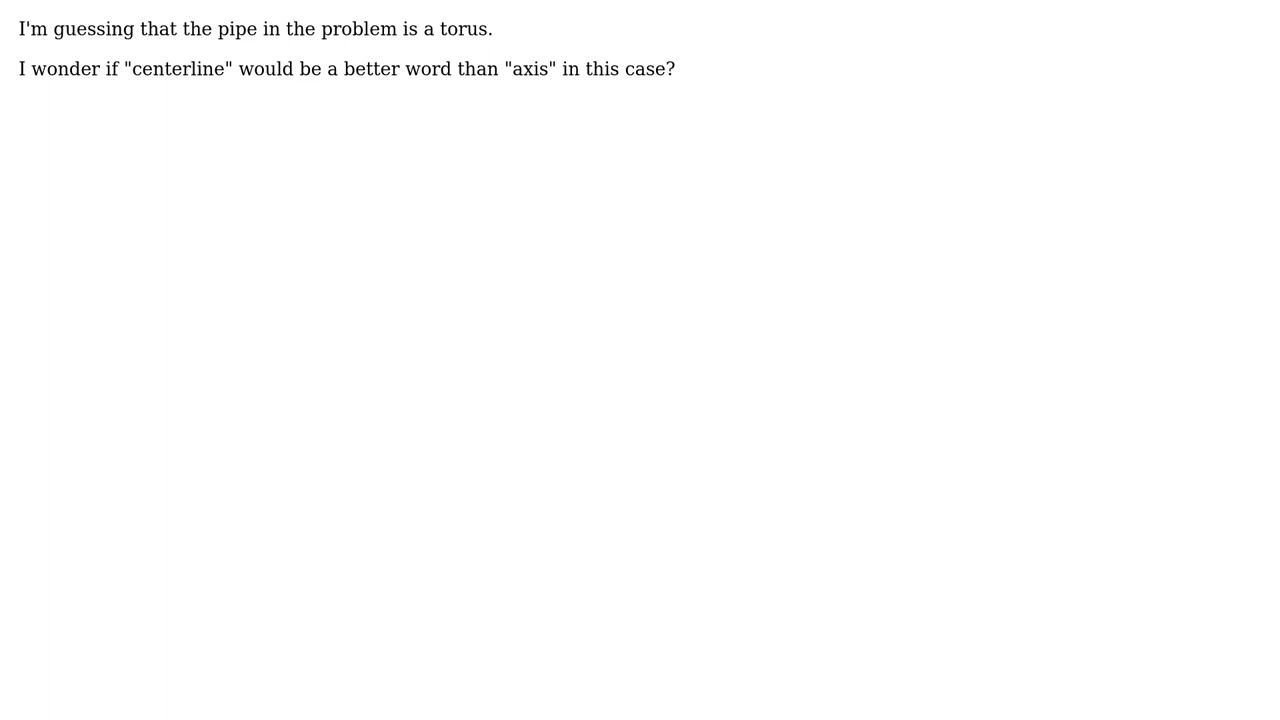 I'm guessing that the pipe in the problem is a torus.
I wonder if "centerline" would be a better word than "axis" in this case?